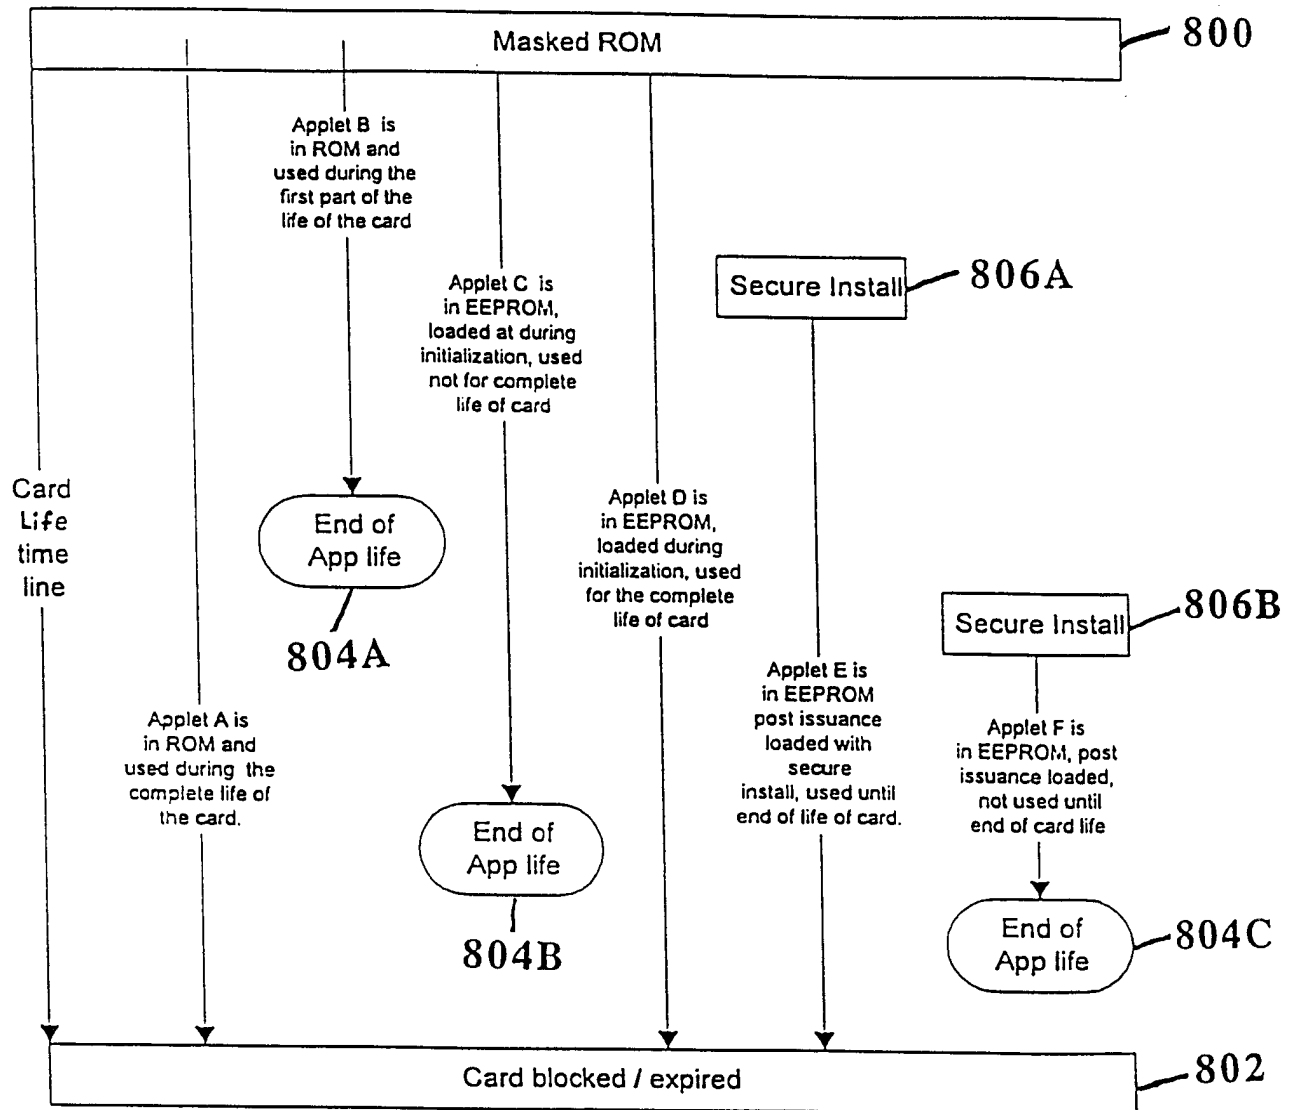 Masked ROM
800
Applet B is
in ROM and
used during the
first part of the
life of the card
Applet C is
in EEPROM,
loaded at during
initialization, used
not for complete
life of card
Secure Install
806A
Card
Life
time
line
End of
App life
804A
Applet D is
in EEPROM,
loaded during
initialization, used
for the complete
life of card
Secure Install
806B
Applet A is
in ROM and
used during the
complete life of
the card.
Applet E is
in EEPROM
post issuance
loaded with
secure
install, used until
end of life of card.
Applet F is
in EEPROM, post
issuance loaded,
not used until
end of card life
End of
App life
804B
End of
App life
804C
Card blocked / expired
802